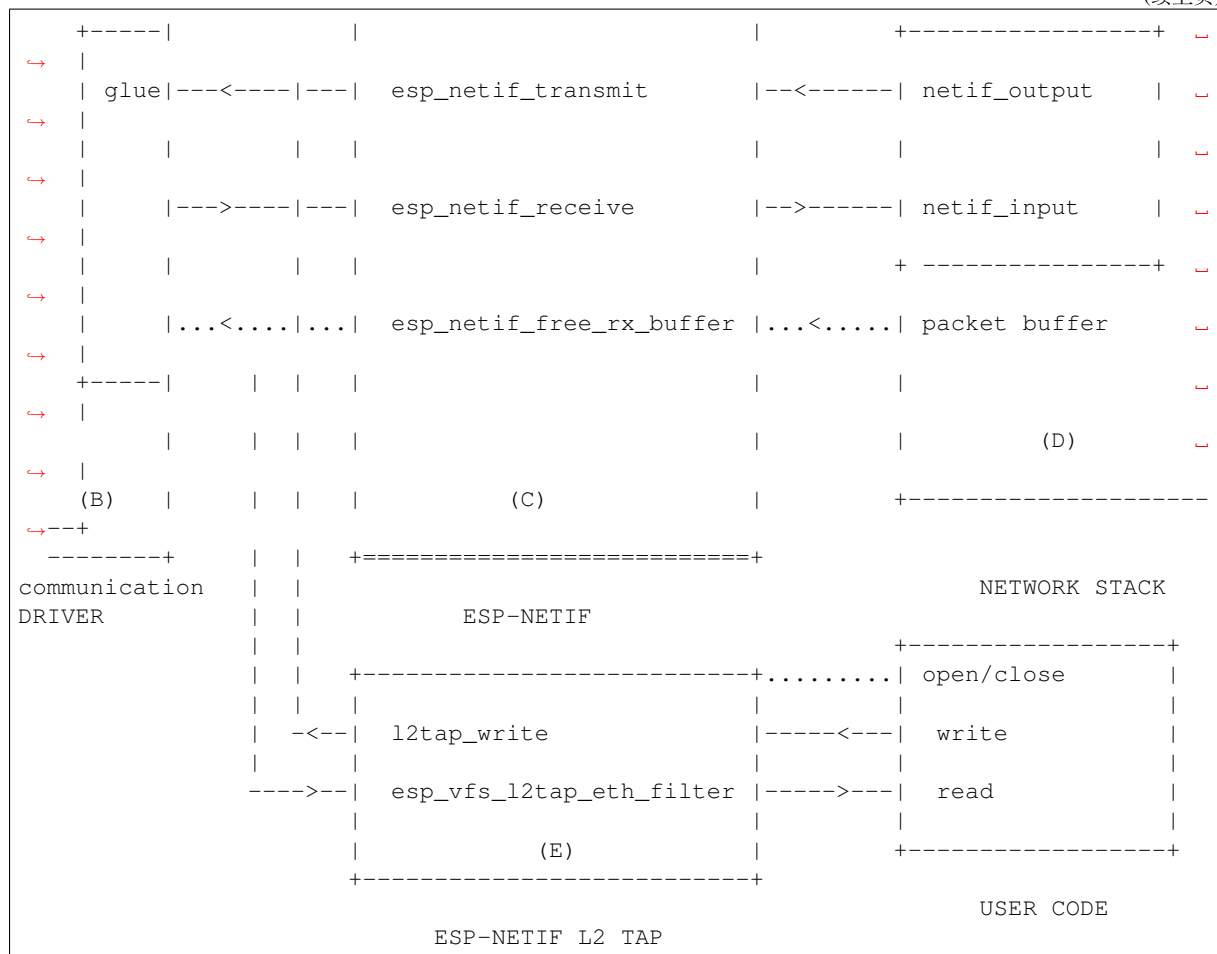 +-----|            |                           |         +-----------------+  ␣
↪  |
| glue|---<----|---|  esp_netif_transmit       |--<------| netif_output    |  ␣
↪  |
|     |        |   |                           |         |                 |  ␣
↪  |
|     |--->----|---|  esp_netif_receive        |-->------| netif_input     |  ␣
↪  |
|     |        |   |                           |         + ----------------+  ␣
↪  |
|     |...<....|...|  esp_netif_free_rx_buffer |...<.....| packet buffer      ␣
↪  |
+-----|     |  |   |                           |         |                    ␣
↪  |
|     |  |   |                           |         |         (D)        ␣
↪  |
(B)   |     |  |   |          (C)              |         +---------------------
↪--+
--------+     |  |   +===========================+
communication   |  |                                               NETWORK STACK
DRIVER          |  |           ESP-NETIF
|  |                                         +------------------+
|  |   +---------------------------+.........| open/close       |
|  |   |                           |         |                  |
|  -<--|  l2tap_write              |-----<---|  write           |
|      |                           |         |                  |
---->--|  esp_vfs_l2tap_eth_filter |----->---|  read            |
|                           |         |                  |
|            (E)            |         +------------------+
+---------------------------+
USER CODE
ESP-NETIF L2 TAP